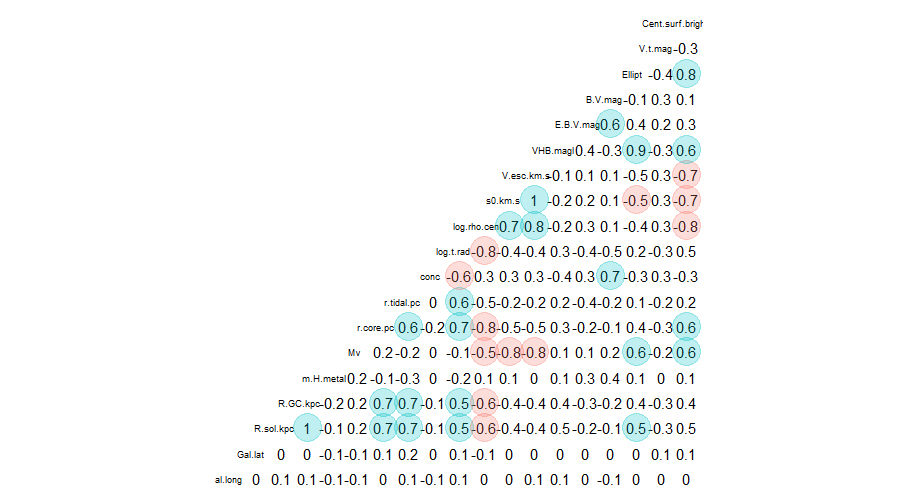 Cent.surf.brigh
V.t.mag -0.3
Ellipt -0.4 0.8
B.V.mag -0.1 0.3 0.1
E.B.V.mag 0.6 0.4 0.2 0.3
VHB.mag 0.4 -0.3 0.9 -0.3 0.6
V.esc.km.s -0.1 0.1 0.1 -0.5 0.3 -0.7
s0.km.s 1 -0.2 0.2 0.1 -0.5 0.3 -0.7
log.rho.cen 0.7 0.8 -0.2 0.3 0.1 -0.4 0.3 -0.8
log.t.rad -0.8 -0.4 -0.4 0.3 -0.4 -0.5 0.2 -0.3 0.5
conc -0.6 0.3 0.3 0.3 -0.4 0.3 0.7 -0.3 0.3 -0.3
r.tidal.pc 0 0.6 -0.5 -0.2 -0.2 0.2 -0.4 -0.2 0.1 -0.2 0.2
r.core.pc 0.6 -0.2 0.7 -0.8 -0.5 -0.5 0.3 -0.2 -0.1 0.4 -0.3 0.6
Mv 0.2 -0.2 0 -0.1 -0.5 -0.8 -0.8 0.1 0.1 0.2 0.6 -0.2 0.6
m.H.metal 0.2 -0.1 -0.3 0 -0.2 0.1 0.1 0 0.1 0.3 0.4 0.1 0 0.1
R.GC.kpc -0.2 0.2 0.7 0.7 -0.1 0.5 -0.6 -0.4 -0.4 0.4 -0.3 -0.2 0.4 -0.3 0.4
R.sol.kpc 1 -0.1 0.2 0.7 0.7 -0.1 0.5 -0.6 -0.4 -0.4 0.5 -0.2 -0.1 0.5 -0.3 0.5
Gal.lat 0 0 -0.1 -0.1 0.1 0.2 0 0.1 -0.1 0 0 0 0 0 0 0.1 0.1
al.long 0 0.1 0.1 -0.1 -0.1 0 0.1 -0.1 0.1 0 0 0.1 0.1 0 -0.1 0 0 0